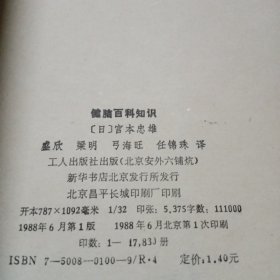 健脑百科知识
〔日〕宫本忠雄
盛欣 梁明 弓海旺 任锦珠 译
工人出版社出版(北京安外六铺炕)
新华书店北京发行所发行
北京昌平长城印刷厂印刷
开本787×1092毫米 1/32 印张:5.375字数:111000
1988年6月第1版 1988年6月北京第1次印刷
印数:1—17,833册
ISBN 7-5008-0100-9/R·4 定价:1.40元